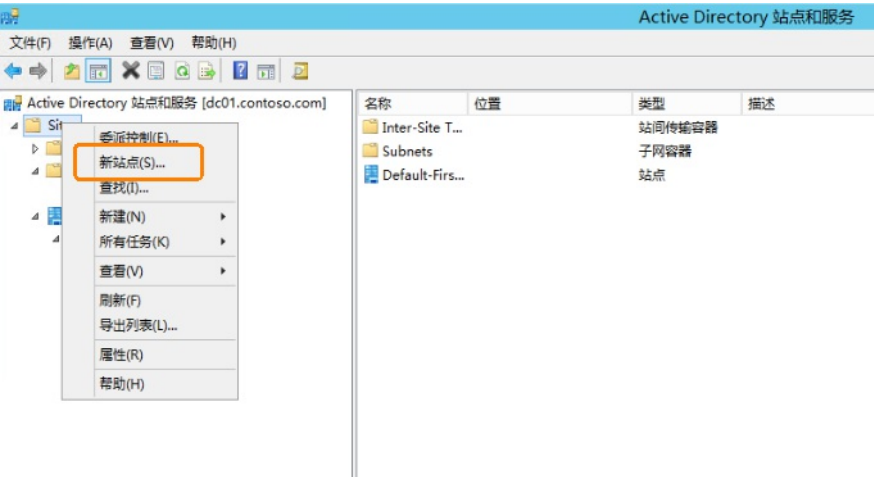 Active Directory 站点和服务
文件(F) 操作(A) 查看(V) 帮助(H)
Active Directory 站点和服务 [dc01.contoso.com]
名称 位置 类型 描述
Sit
Inter-Site T... 站间传输容器
Subnets 子网容器
Default-Firs... 站点
委派控制(E)...
新站点(S)...
查找(I)...
新建(N)
所有任务(K)
查看(V)
刷新(F)
导出列表(L)...
属性(R)
帮助(H)